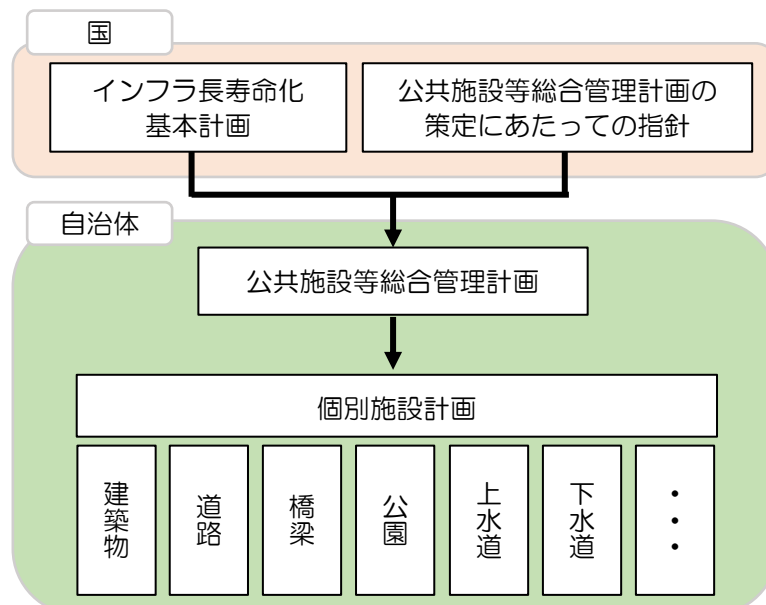 国
インフラ長寿命化
基本計画
公共施設等総合管理計画の
策定にあたっての指針
自治体
公共施設等総合管理計画
個別施設計画
建築物
道路
橋梁
公園
上水道
下水道
・・・